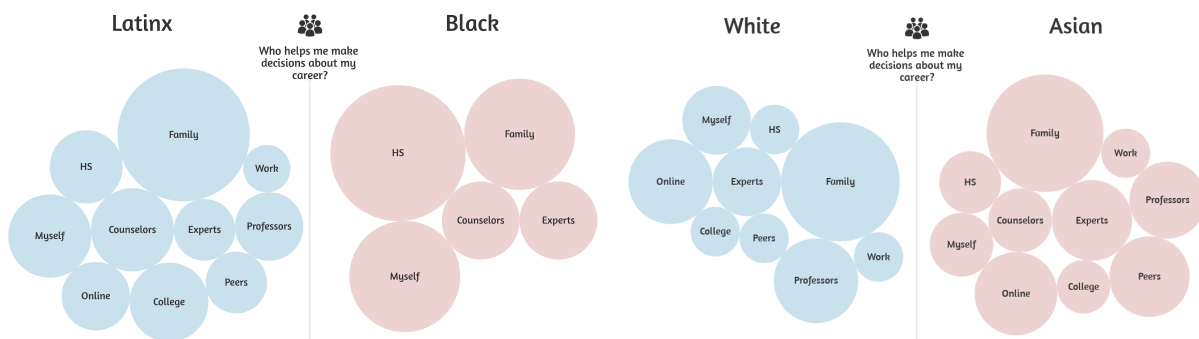 Latinx
Who helps me make
decisions about my
career?
Black
Family
HS
Work
Myself
Counselors
Experts
Professors
Online
College
Peers
HS
Family
Counselors
Experts
Myself
White
Who helps me make
decisions about my
career?
Asian
Myself
HS
Online
Experts
Family
College
Peers
Work
Professors
Family
Work
HS
Professors
Counselors
Experts
Myself
Online
College
Peers